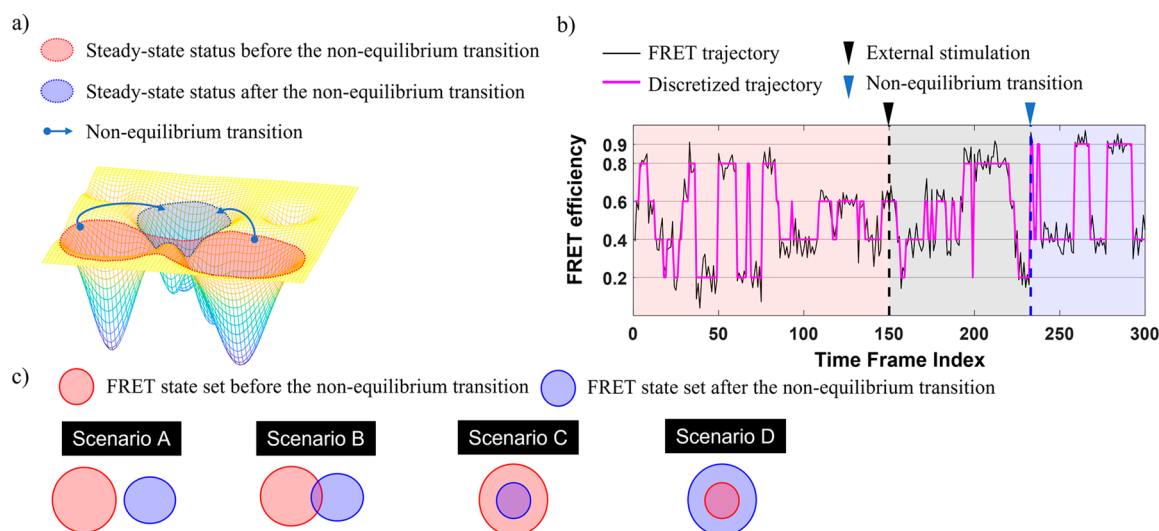 a)
Steady-state status before the non-equilibrium transition
Steady-state status after the non-equilibrium transition
Non-equilibrium transition
b)
FRET trajectory
External stimulation
Discretized trajectory
Non-equilibrium transition
FRET efficiency
0.9
0.8
0.6
0.4
0.2
0 50 100 150 200 250 300
Time Frame Index
c)
FRET state set before the non-equilibrium transition
FRET state set after the non-equilibrium transition
Scenario A
Scenario B
Scenario C
Scenario D